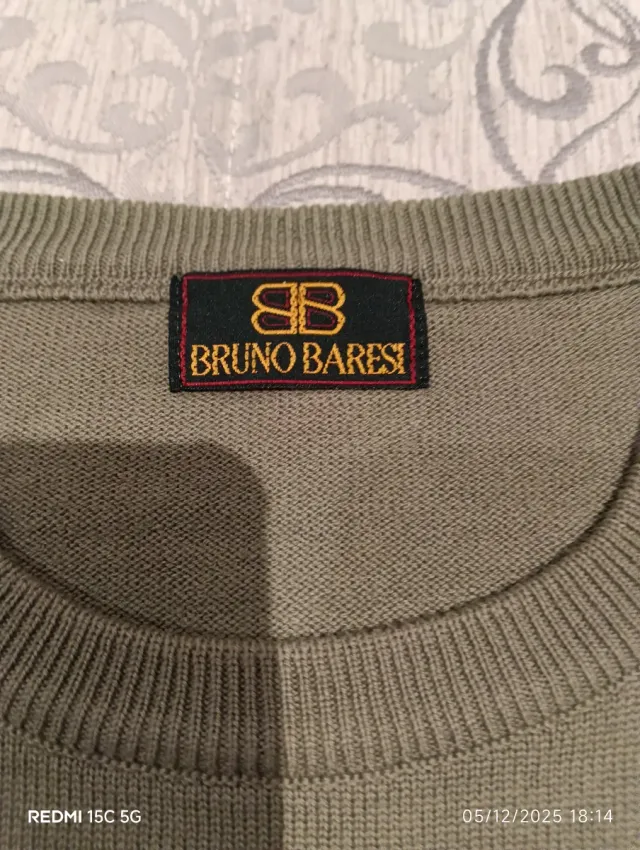 BB
BRUNO BARESI
REDMI 15C 5G
05/12/2025 18:14